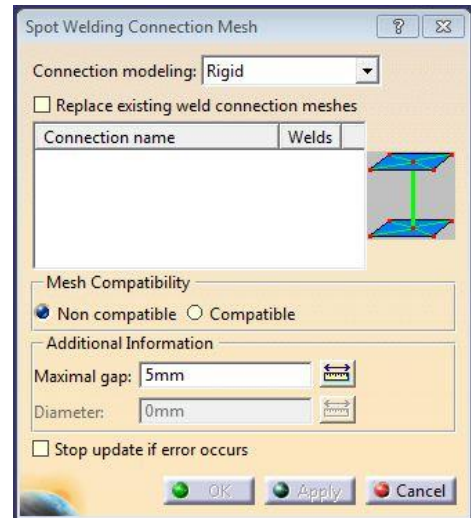 Spot Welding Connection Mesh
Connection modeling: Rigid
Replace existing weld connection meshes
Connection name Welds
Mesh Compatibility
Non compatible Compatible
Additional Information
Maximal gap: 5mm
Diameter: 0mm
Stop update if error occurs
OK Apply Cancel